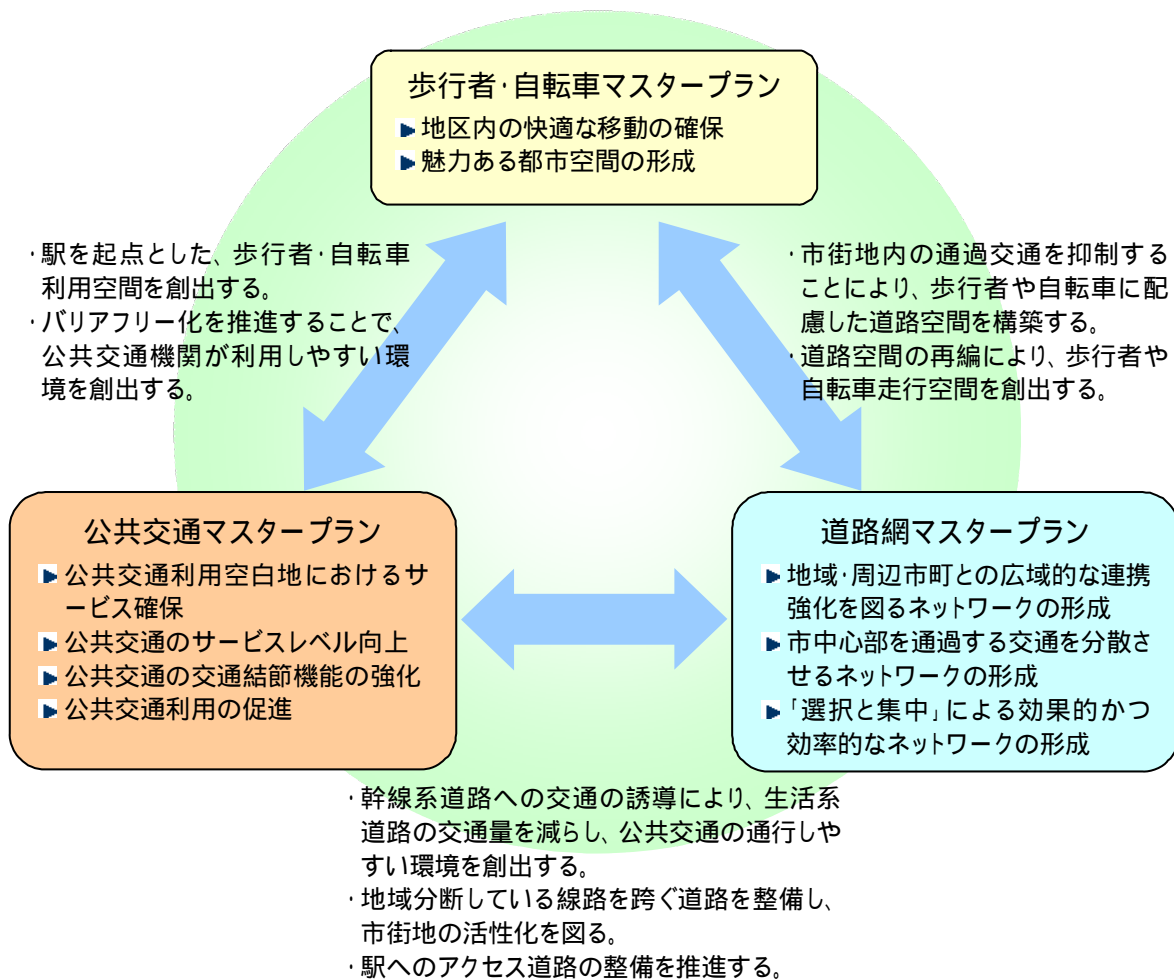 歩行者・自転車マスタープラン
地区内の快適な移動の確保
魅力ある都市空間の形成
・駅を起点とした、歩行者・自転車
利用空間を創出する。
・バリアフリー化を推進することで、
公共交通機関が利用しやすい環
境を創出する。
・市街地内の通過交通を抑制する
ことにより、歩行者や自転車に配
慮した道路空間を構築する。
・道路空間の再編により、歩行者や
自転車走行空間を創出する。
公共交通マスタープラン
公共交通利用空白地におけるサ
ービス確保
公共交通のサービスレベル向上
公共交通の交通結節機能の強化
公共交通利用の促進
道路網マスタープラン
地域・周辺市町との広域的な連携
強化を図るネットワークの形成
市中心部を通過する交通を分散さ
せるネットワークの形成
「選択と集中」による効果的かつ
効率的なネットワークの形成
・幹線系道路への交通の誘導により、生活系
道路の交通量を減らし、公共交通の通行しや
すい環境を創出する。
・地域分断している線路を跨ぐ道路を整備し、
市街地の活性化を図る。
・駅へのアクセス道路の整備を推進する。